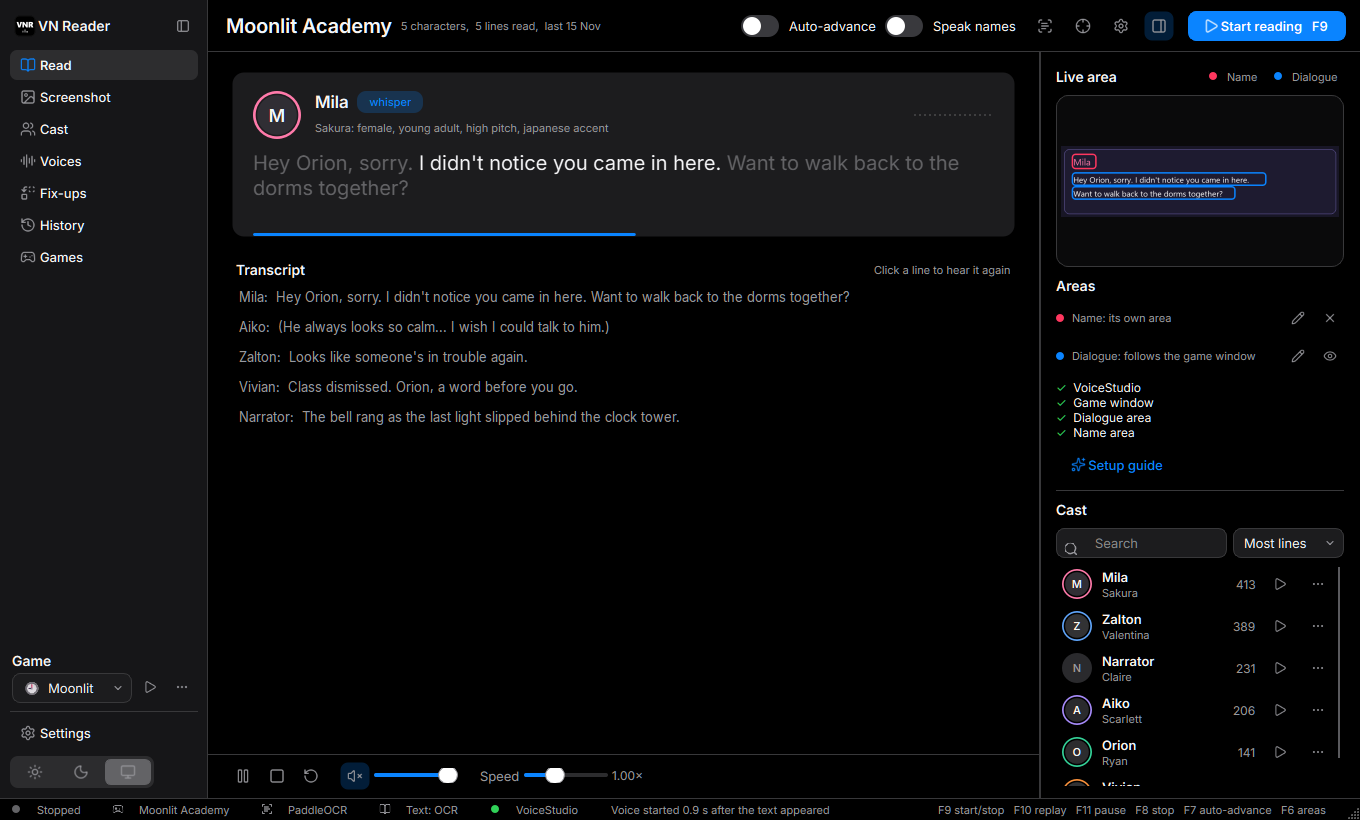 VNR VN Reader
Read
Screenshot
Cast
Voices
Fix-ups
History
Games
Game
Moonlit
Settings
Moonlit Academy 5 characters, 5 lines read, last 15 Nov
Auto-advance Speak names
Start reading F9
M Mila whisper
Sakura: female, young adult, high pitch, japanese accent
Hey Orion, sorry. I didn't notice you came in here. Want to walk back to the
dorms together?
Transcript Click a line to hear it again
Mila: Hey Orion, sorry. I didn't notice you came in here. Want to walk back to the dorms together?
Aiko: (He always looks so calm... I wish I could talk to him.)
Zalton: Looks like someone's in trouble again.
Vivian: Class dismissed. Orion, a word before you go.
Narrator: The bell rang as the last light slipped behind the clock tower.
Speed 1.00×
Live area Name Dialogue
Mila
Hey Orion, sorry. I didn't notice you came in here.
Want to walk back to the dorms together?
Areas
Name: its own area
Dialogue: follows the game window
VoiceStudio
Game window
Dialogue area
Name area
Setup guide
Cast
Search Most lines
M Mila 413
Sakura
Z Zalton 389
Valentina
N Narrator 231
Claire
A Aiko 206
Scarlett
O Orion 141
Ryan
Vivian
Stopped Moonlit Academy PaddleOCR Text: OCR VoiceStudio Voice started 0.9 s after the text appeared F9 start/stop F10 replay F11 pause F8 stop F7 auto-advance F6 areas